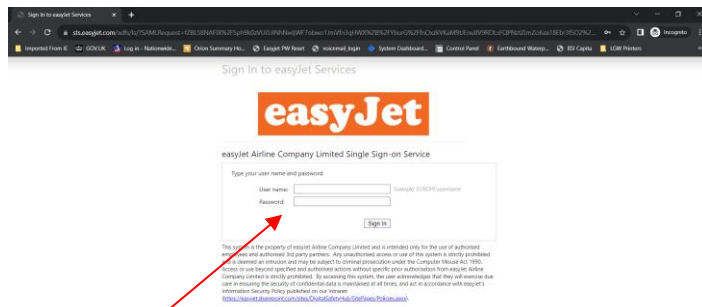 Sign In to easyJet Services
sts.easyjet.com/adfs/ls/?SAMLRequest=
Incognito
Imported From IE
GOV.UK
Log in - Nationwide...
Orion Summary Ho...
Easyjet PW Reset
voicemail_login
System Dashboard...
Control Panel
Earthbound Waterp...
BSI Capita
LGW Printers
Sign In to easyJet Services
easyJet
easyJet Airline Company Limited Single Sign-on Service
Type your user name and password.
User name:
Example: EUROPE\username
Password:
Sign In
This system is the property of easyJet Airline Company Limited and is intended only for the use of authorised
employees and authorised 3rd party partners. Any unauthorised access or use of this system is strictly prohibited
and is deemed an intrusion and may be subject to criminal prosecution under the Computer Misuse Act 1990.
Access or use beyond specified and authorised actions without specific prior authorisation from easyJet Airline
Company Limited is strictly prohibited. By accessing this system, the user acknowledges that they will exercise due
care in ensuring the security of confidential data is maintained at all times, and act in accordance with easyJet's
Information Security Policy published on our Intranet
(https://easyjet.sharepoint.com/sites/DigitalSafetyHub/SitePages/Policies.aspx).